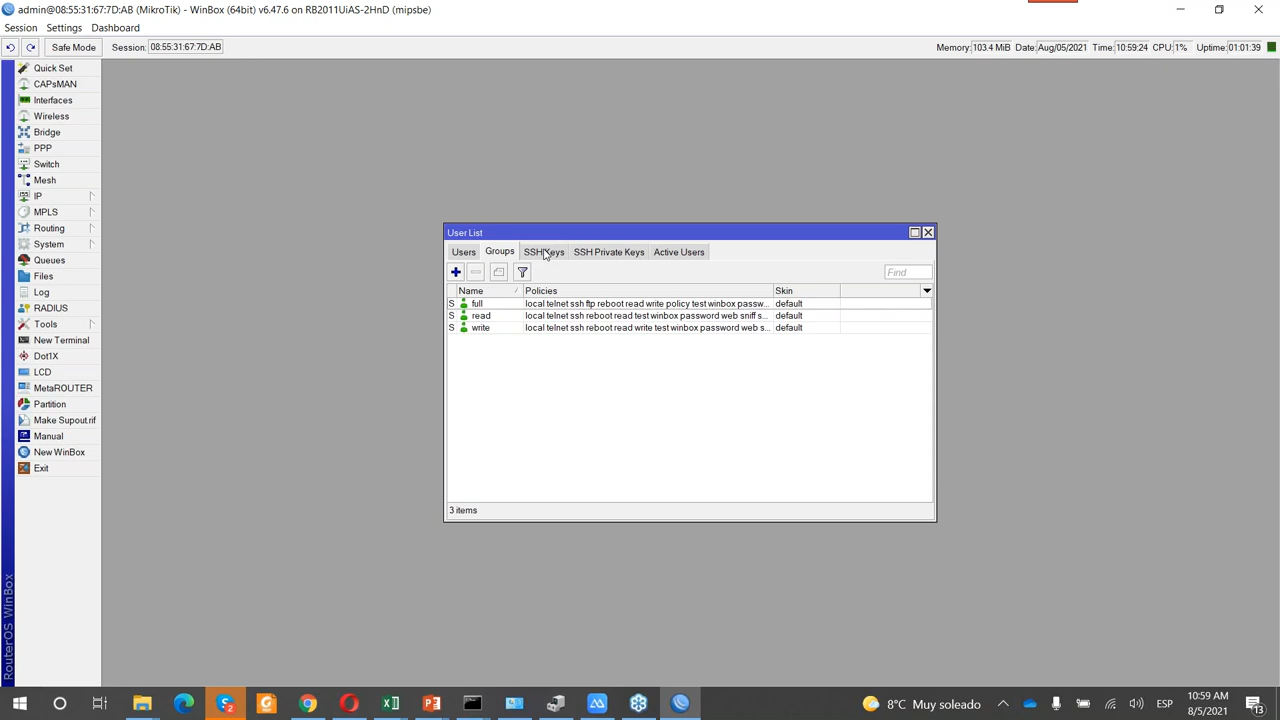 admin@08:55:31:67:7D:AB (MikroTik) - WinBox (64bit) v6.47.6 on RB2011UiAS-2HnD (mipsbe)
Session Settings Dashboard
Safe Mode Session: 08:55:31:67:7D:AB Memory: 103.4 MiB Date: Aug/05/2021 Time: 10:59:24 CPU: 1% Uptime: 01:01:39
Quick Set
CAPsMAN
Interfaces
Wireless
Bridge
PPP
Switch
Mesh
IP
MPLS
Routing
System
Queues
Files
Log
RADIUS
Tools
New Terminal
Dot1X
LCD
MetaROUTER
Partition
Make Supout.rif
Manual
New WinBox
Exit
RouterOS WinBox
User List
Users Groups SSH Keys SSH Private Keys Active Users
Find
Name Policies Skin
S full local telnet ssh ftp reboot read write policy test winbox passw... default
S read local telnet ssh reboot read test winbox password web sniff s... default
S write local telnet ssh reboot read write test winbox password web s... default
3 items
8°C Muy soleado ESP 10:59 AM
8/5/2021 13